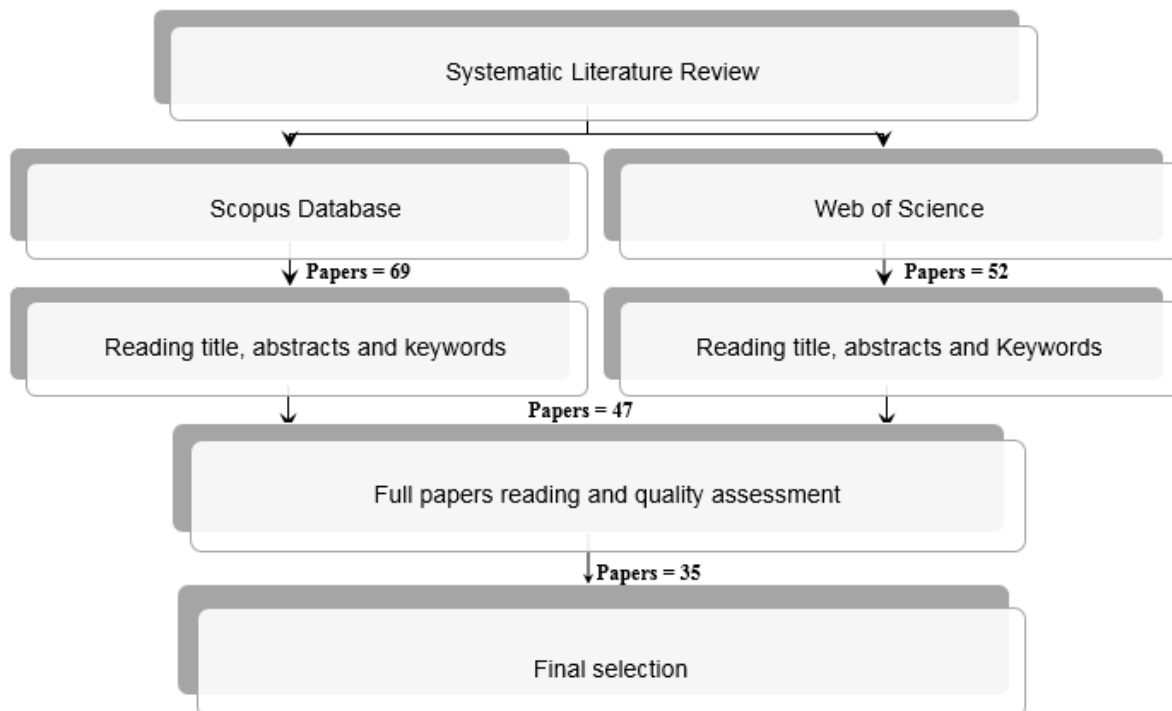 Systematic Literature Review
Scopus Database
Web of Science
Papers = 69
Papers = 52
Reading title, abstracts and keywords
Reading title, abstracts and Keywords
Papers = 47
Full papers reading and quality assessment
Papers = 35
Final selection